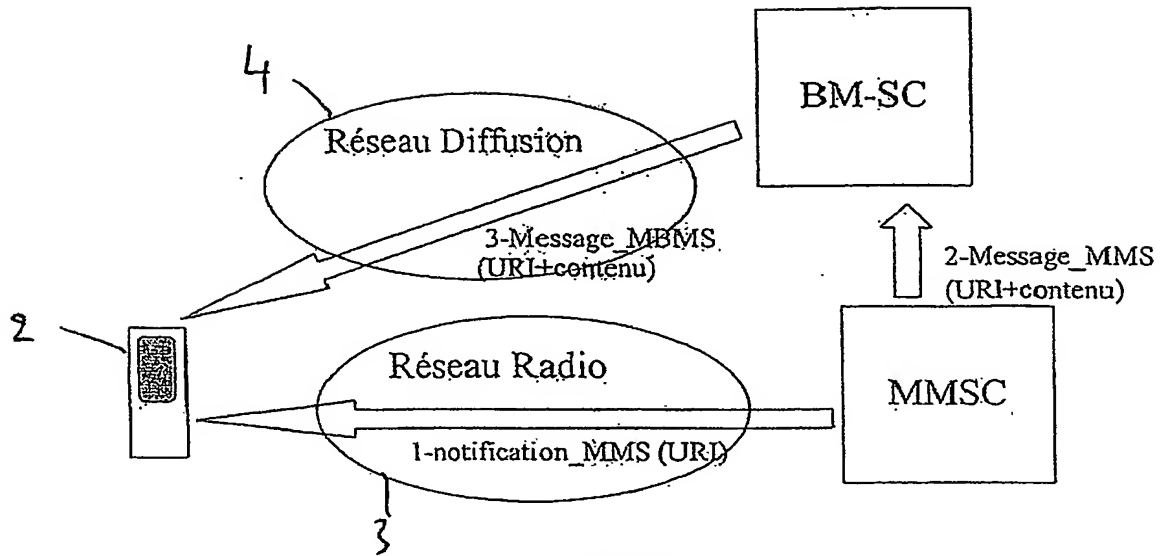 4
BM-SC
Réseau Diffusion
3-Message_MBMS
(URI+contenu)
2-Message_MMS
(URI+contenu)
2
Réseau Radio
MMSC
1-notification_MMS (URI)
3